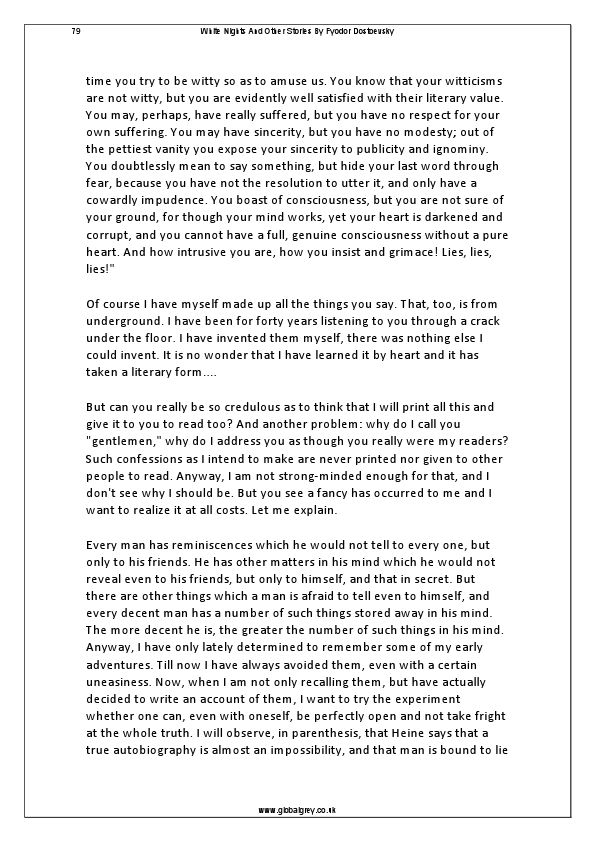 79 White Nights And Other Stories By Fyodor Dostoevsky
time you try to be witty so as to amuse us. You know that your witticisms
are not witty, but you are evidently well satisfied with their literary value.
You may, perhaps, have really suffered, but you have no respect for your
own suffering. You may have sincerity, but you have no modesty; out of
the pettiest vanity you expose your sincerity to publicity and ignominy.
You doubtlessly mean to say something, but hide your last word through
fear, because you have not the resolution to utter it, and only have a
cowardly impudence. You boast of consciousness, but you are not sure of
your ground, for though your mind works, yet your heart is darkened and
corrupt, and you cannot have a full, genuine consciousness without a pure
heart. And how intrusive you are, how you insist and grimace! Lies, lies,
lies!"
Of course I have myself made up all the things you say. That, too, is from
underground. I have been for forty years listening to you through a crack
under the floor. I have invented them myself, there was nothing else I
could invent. It is no wonder that I have learned it by heart and it has
taken a literary form....
But can you really be so credulous as to think that I will print all this and
give it to you to read too? And another problem: why do I call you
"gentlemen," why do I address you as though you really were my readers?
Such confessions as I intend to make are never printed nor given to other
people to read. Anyway, I am not strong-minded enough for that, and I
don't see why I should be. But you see a fancy has occurred to me and I
want to realize it at all costs. Let me explain.
Every man has reminiscences which he would not tell to every one, but
only to his friends. He has other matters in his mind which he would not
reveal even to his friends, but only to himself, and that in secret. But
there are other things which a man is afraid to tell even to himself, and
every decent man has a number of such things stored away in his mind.
The more decent he is, the greater the number of such things in his mind.
Anyway, I have only lately determined to remember some of my early
adventures. Till now I have always avoided them, even with a certain
uneasiness. Now, when I am not only recalling them, but have actually
decided to write an account of them, I want to try the experiment
whether one can, even with oneself, be perfectly open and not take fright
at the whole truth. I will observe, in parenthesis, that Heine says that a
true autobiography is almost an impossibility, and that man is bound to lie
www.globalgrey.co.uk